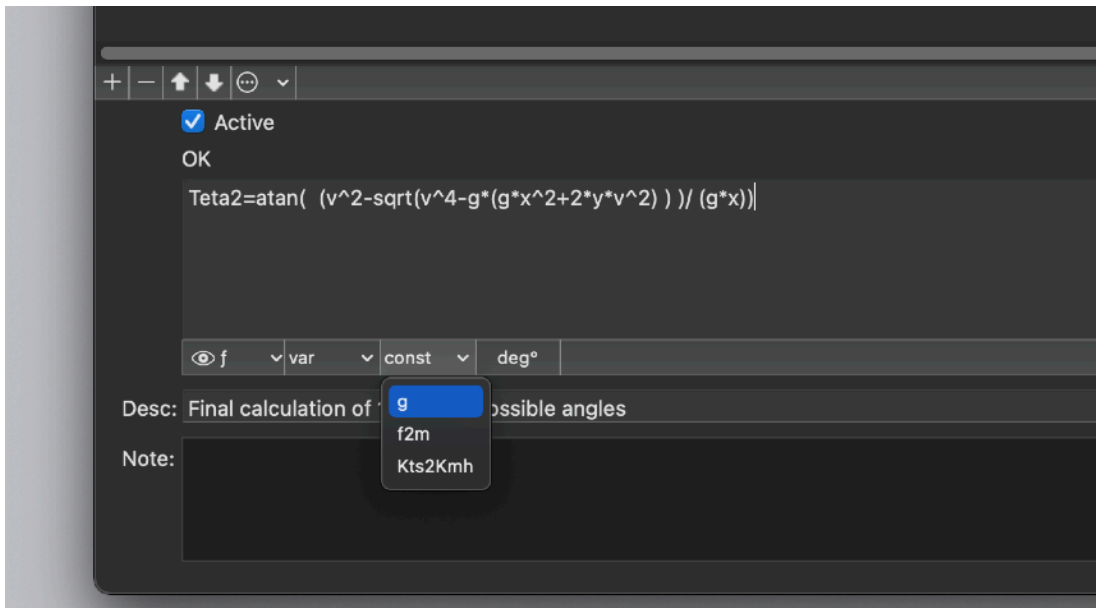 Active
OK
Teta2=atan(  (v^2-sqrt(v^4-g*(g*x^2+2*y*v^2) ) )/ (g*x))
f var const deg°
Desc: Final calculation of ossible angles
g
f2m
Kts2Kmh
Note: